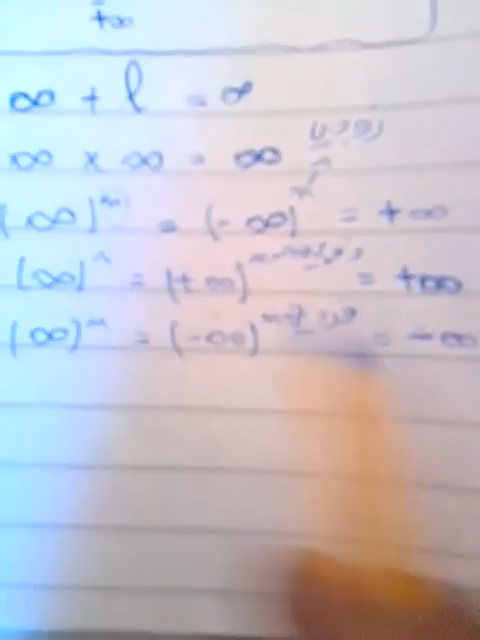 +∞
∞ + l = ∞
∞ × ∞ = ∞
(∞)ⁿ = (-∞)ⁿ = +∞
(∞)ⁿ = (+∞)ⁿ = +∞
(∞)ⁿ = (-∞)ⁿ = -∞